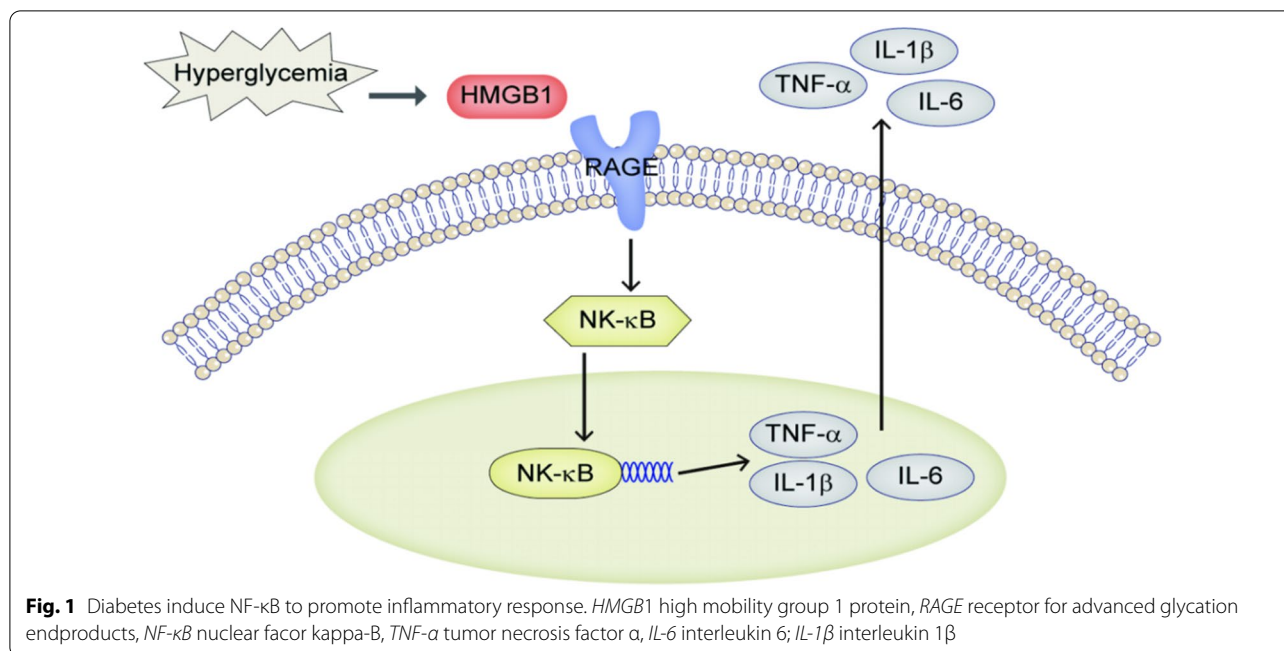 Hyperglycemia
HMGB1
RAGE
IL-1β
TNF-α
IL-6
NK-κB
NK-κB
TNF-α
IL-1β
IL-6
Fig. 1 Diabetes induce NF-κB to promote inflammatory response. HMGB1 high mobility group 1 protein, RAGE receptor for advanced glycation
endproducts, NF-κB nuclear facor kappa-B, TNF-α tumor necrosis factor α, IL-6 interleukin 6; IL-1β interleukin 1β